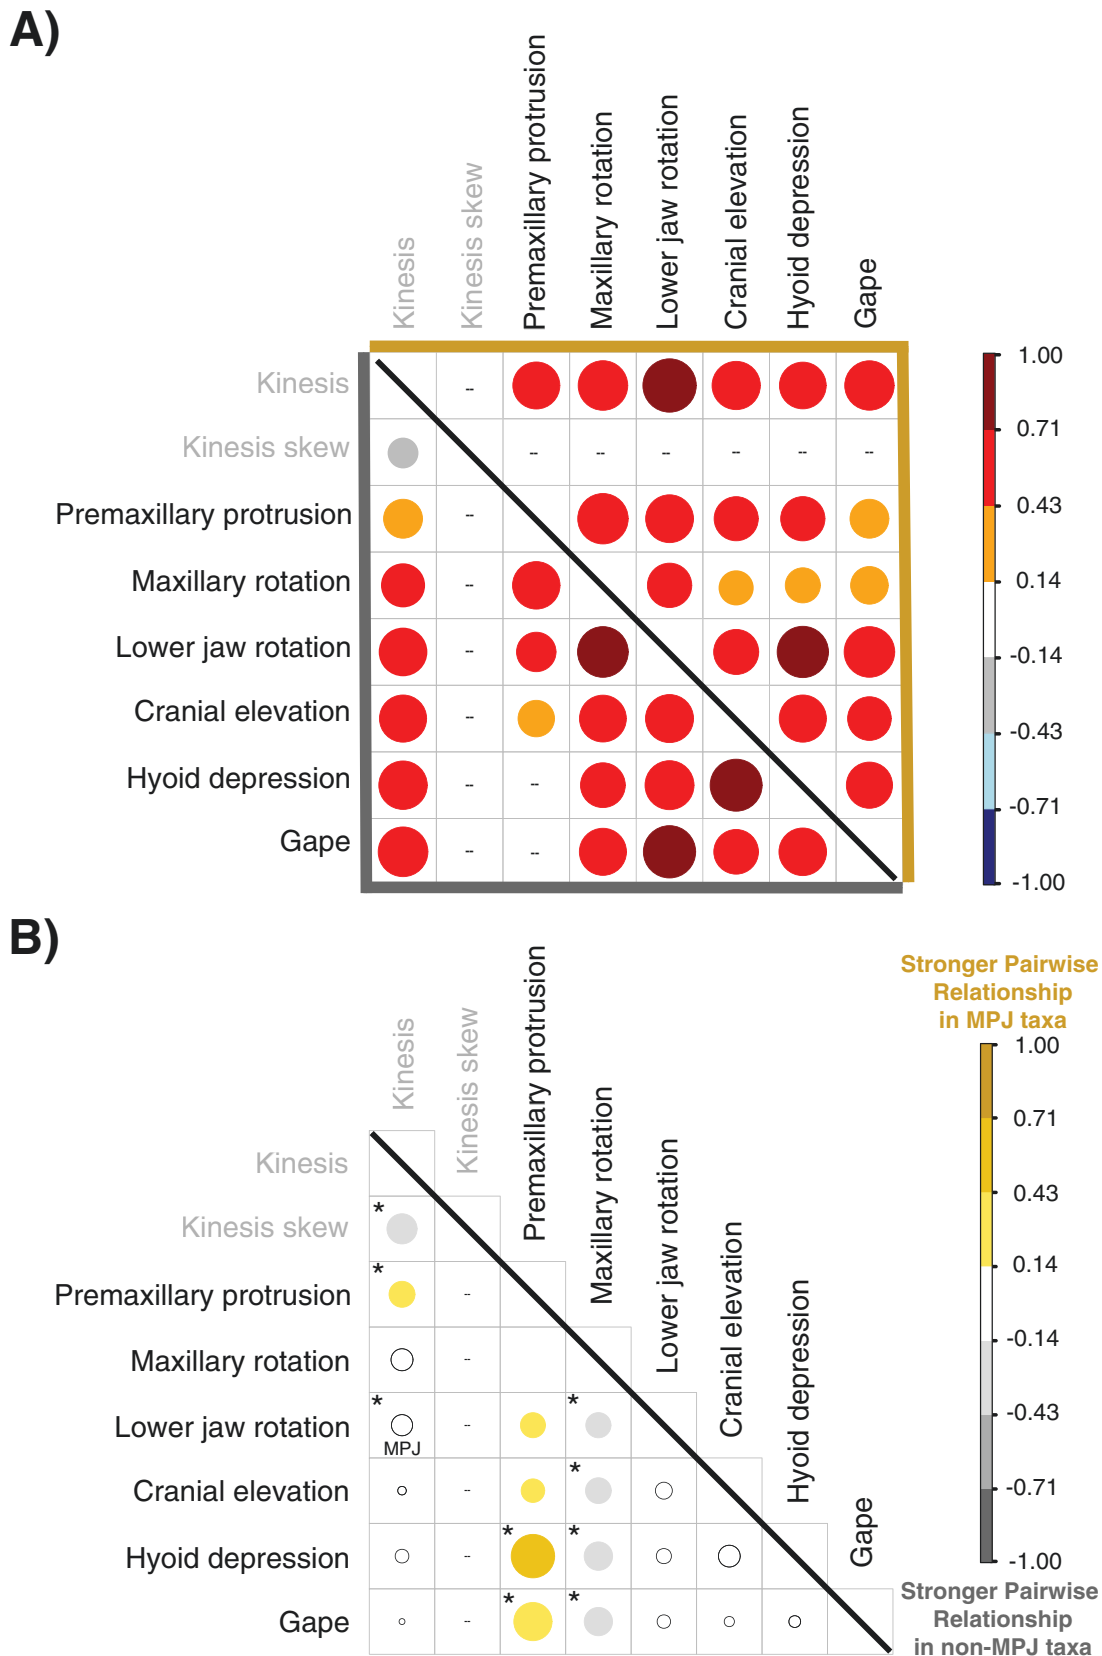 A)
Kinesis
Kinesis skew
Premaxillary protrusion
Maxillary rotation
Lower jaw rotation
Cranial elevation
Hyoid depression
Gape
Kinesis
--
Kinesis skew
-- -- -- -- -- --
Premaxillary protrusion
--
Maxillary rotation
--
Lower jaw rotation
--
Cranial elevation
--
Hyoid depression
-- --
Gape
-- --
1.00
0.71
0.43
0.14
-0.14
-0.43
-0.71
-1.00
B)
Kinesis
Kinesis skew
Premaxillary protrusion
Maxillary rotation
Lower jaw rotation
Cranial elevation
Hyoid depression
Gape
Kinesis
Kinesis skew
*
Premaxillary protrusion
* --
Maxillary rotation
--
Lower jaw rotation
* MPJ -- *
Cranial elevation
-- *
Hyoid depression
-- * *
Gape
-- * *
Stronger Pairwise
Relationship
in MPJ taxa
1.00
0.71
0.43
0.14
-0.14
-0.43
-0.71
-1.00
Stronger Pairwise
Relationship
in non-MPJ taxa